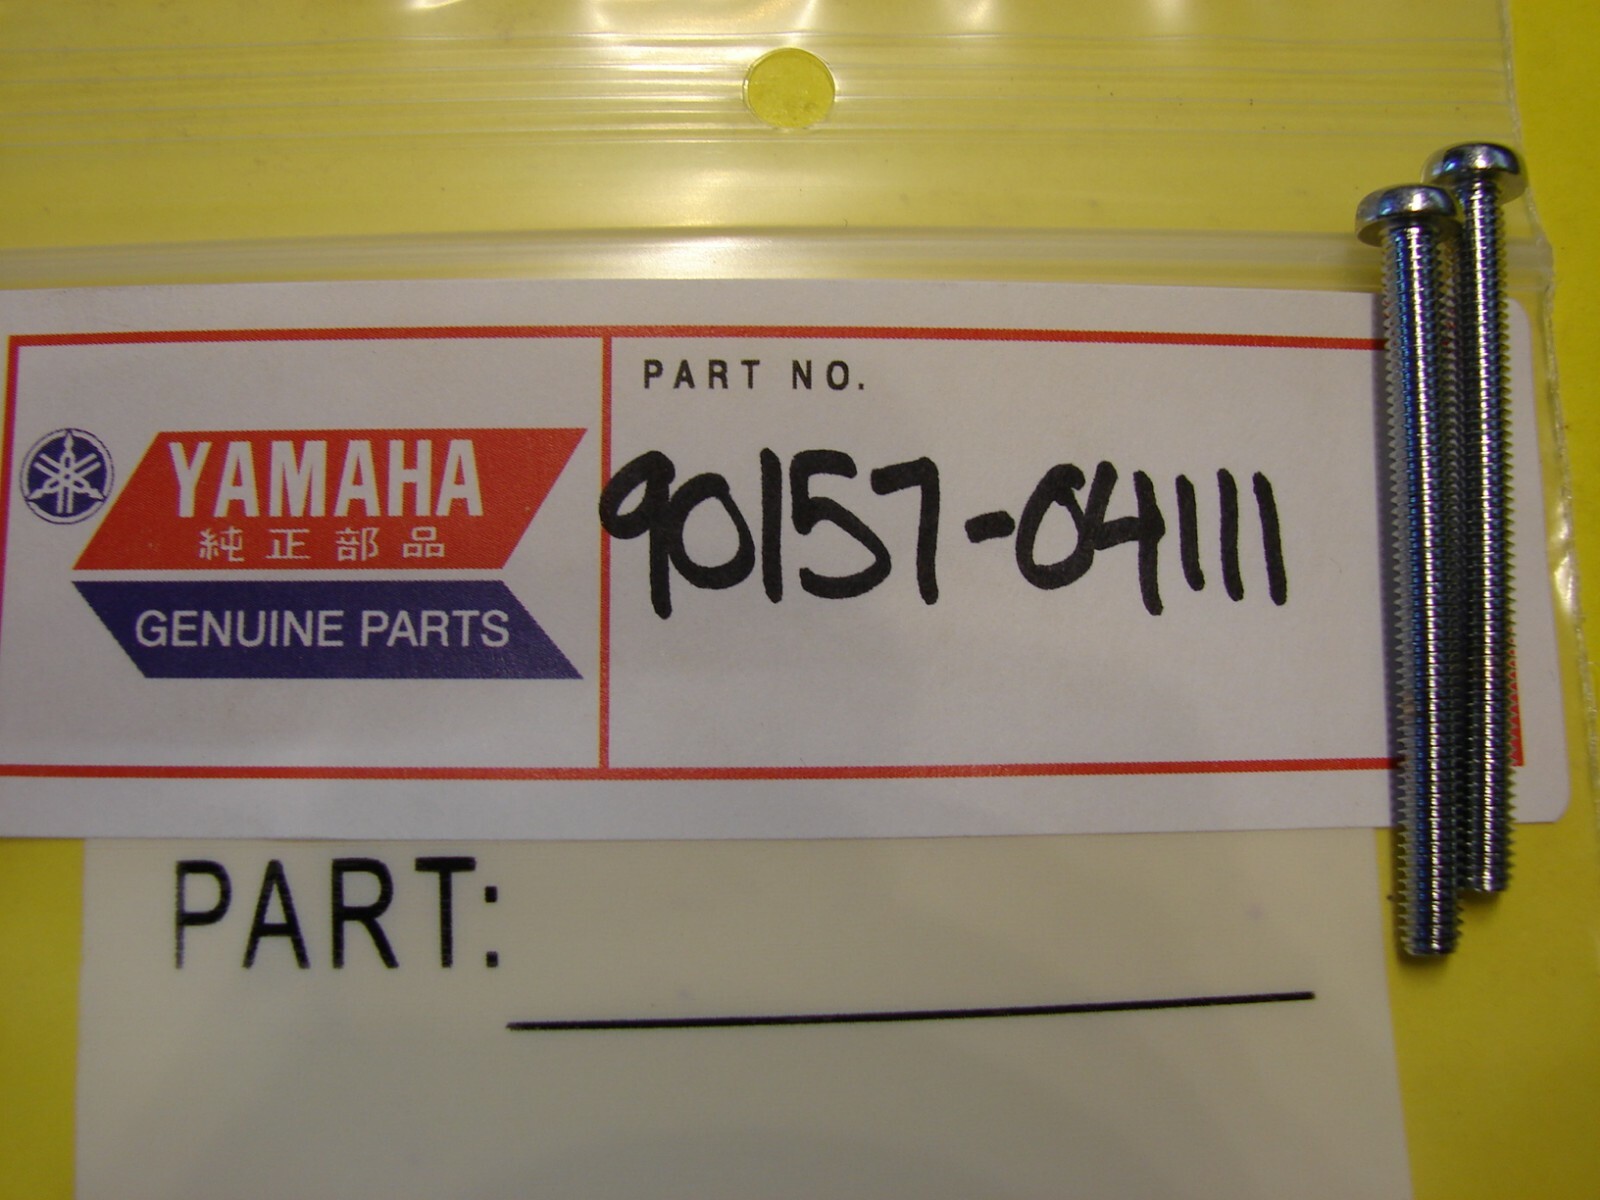 YAMAHA
純正部品
GENUINE PARTS
PART NO.
90157-04111
PART: